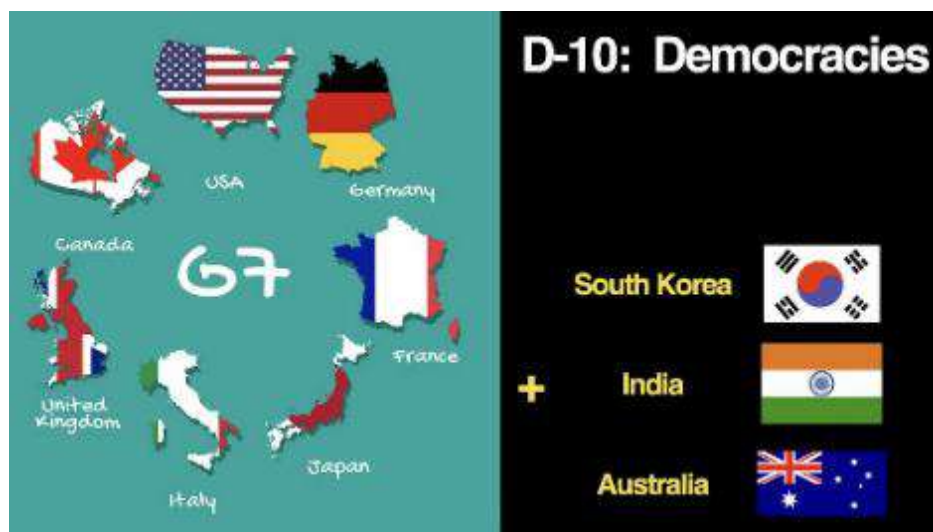 USA
Germany
Canada
G7
France
United
Kingdom
Japan
Italy
D-10: Democracies
South Korea
+ India
Australia